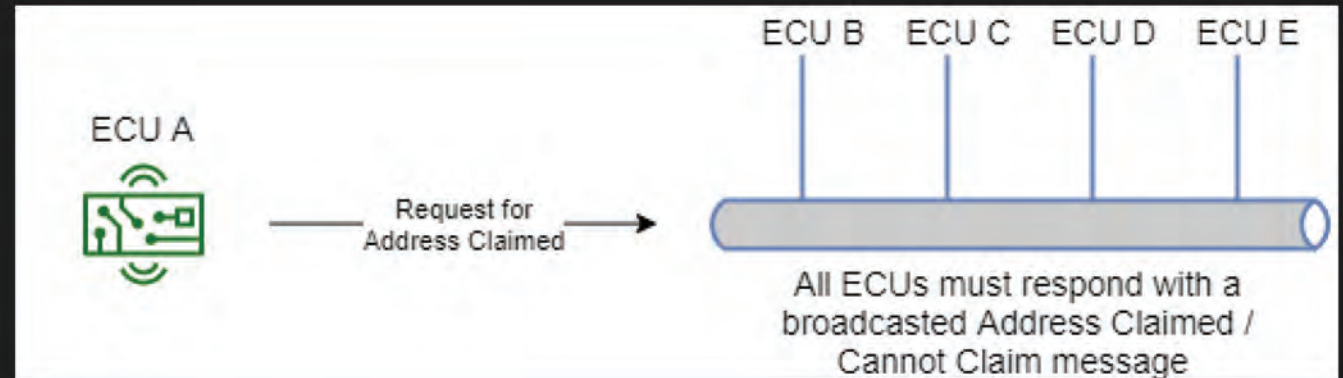 ECU B ECU C ECU D ECU E
ECU A
Request for
Address Claimed
All ECUs must respond with a
broadcasted Address Claimed /
Cannot Claim message